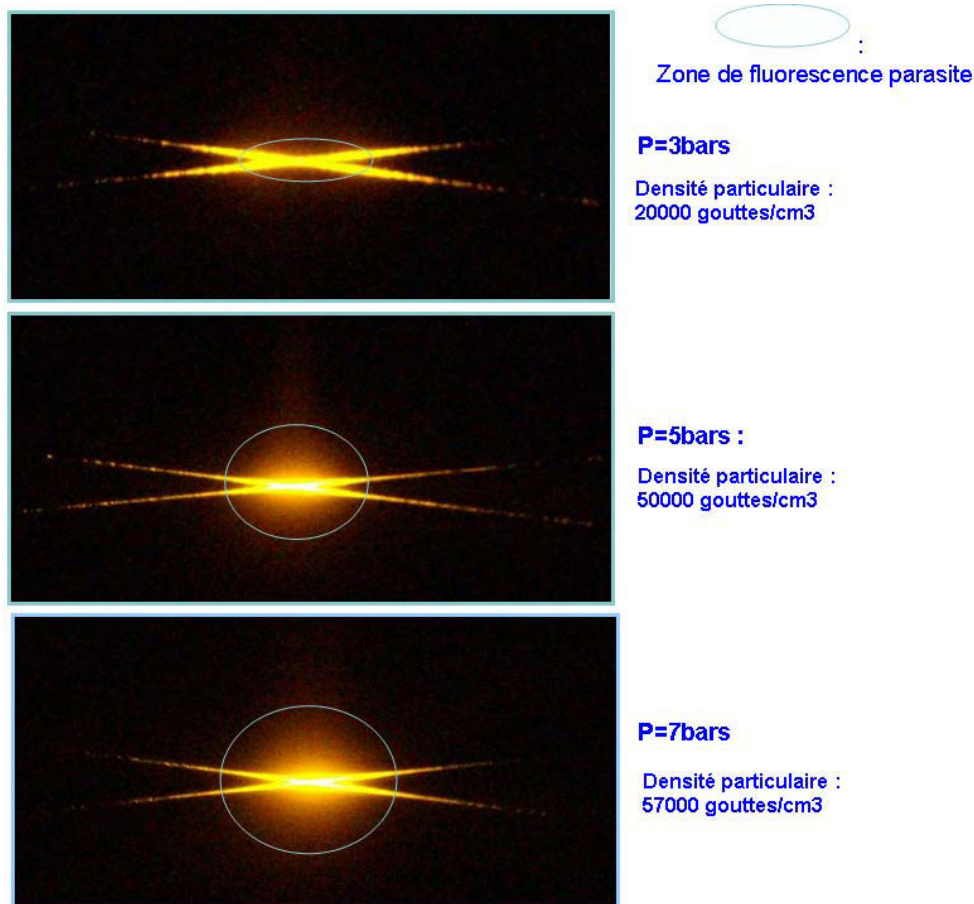 :
Zone de fluorescence parasite
P=3bars
Densité particulaire :
20000 gouttes/cm3
P=5bars :
Densité particulaire :
50000 gouttes/cm3
P=7bars
Densité particulaire :
57000 gouttes/cm3